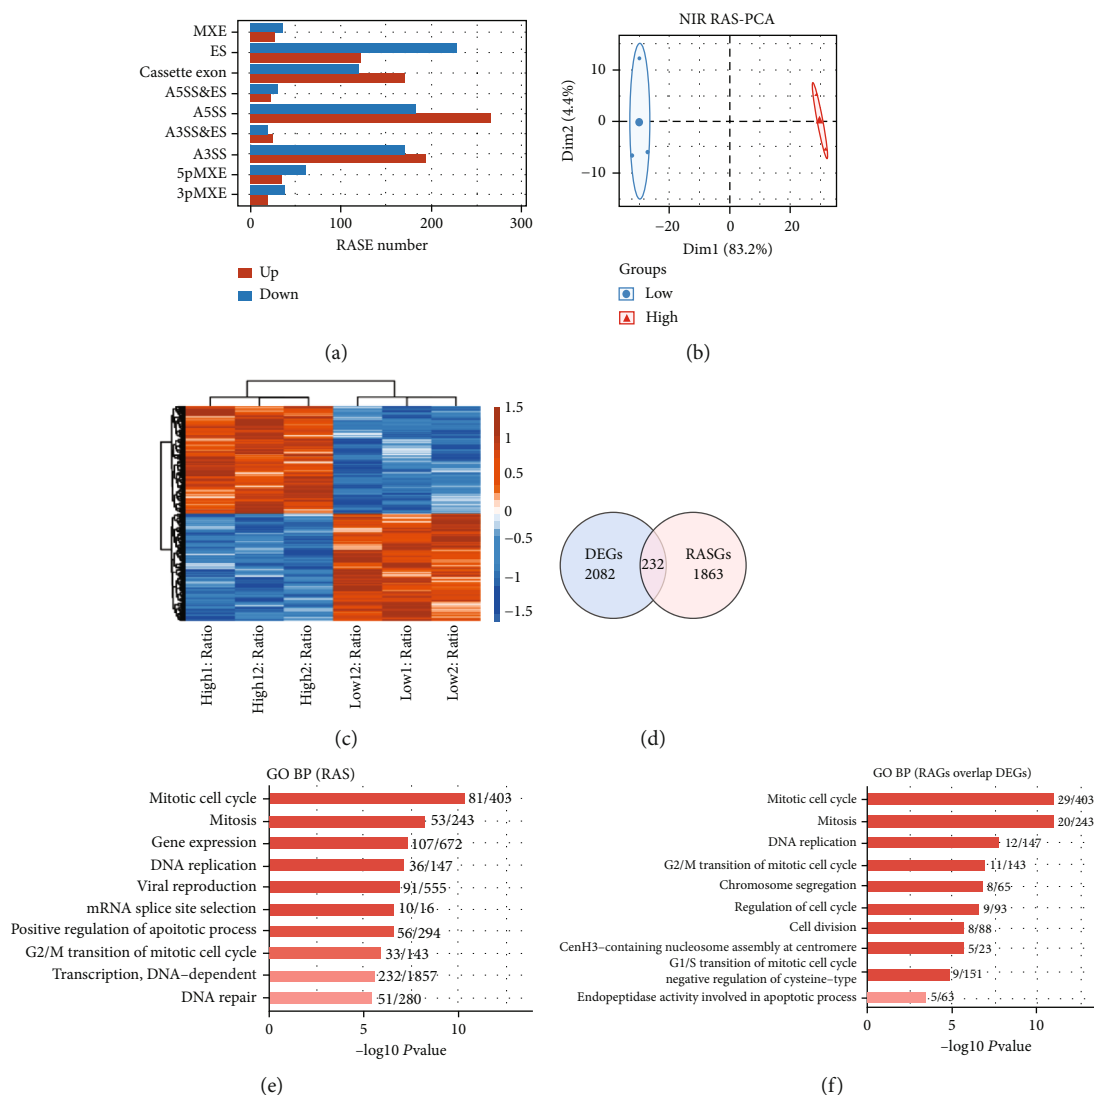 MXE
ES
Cassette exon
A5SS&ES
A5SS
A3SS&ES
A3SS
5pMXE
3pMXE
0
100
200
300
RASE number
Up
Down
(a)
NIR RAS-PCA
Dim2 (4.4%)
10
0
−10
−20
0
20
Dim1 (83.2%)
Groups
Low
High
(b)
1.5
1
0.5
0
−0.5
−1
−1.5
High1: Ratio
High12: Ratio
High2: Ratio
Low12: Ratio
Low1: Ratio
Low2: Ratio
(c)
DEGs
2082
232
RASGs
1863
(d)
GO BP (RAS)
Mitotic cell cycle 81/403
Mitosis 53/243
Gene expression 107/672
DNA replication 36/147
Viral reproduction 91/555
mRNA splice site selection 10/16
Positive regulation of apoitotic process 56/294
G2/M transition of mitotic cell cycle 33/143
Transcription, DNA−dependent 232/1857
DNA repair 51/280
0 5 10
−log10 Pvalue
(e)
GO BP (RAGs overlap DEGs)
Mitotic cell cycle 29/403
Mitosis 20/243
DNA replication 12/147
G2/M transition of mitotic cell cycle 11/143
Chromosome segregation 8/65
Regulation of cell cycle 9/93
Cell division 8/88
CenH3−containing nucleosome assembly at centromere 5/23
G1/S transition of mitotic cell cycle
negative regulation of cysteine−type 9/151
Endopeptidase activity involved in apoptotic process 5/63
0 5 10
−log10 Pvalue
(f)